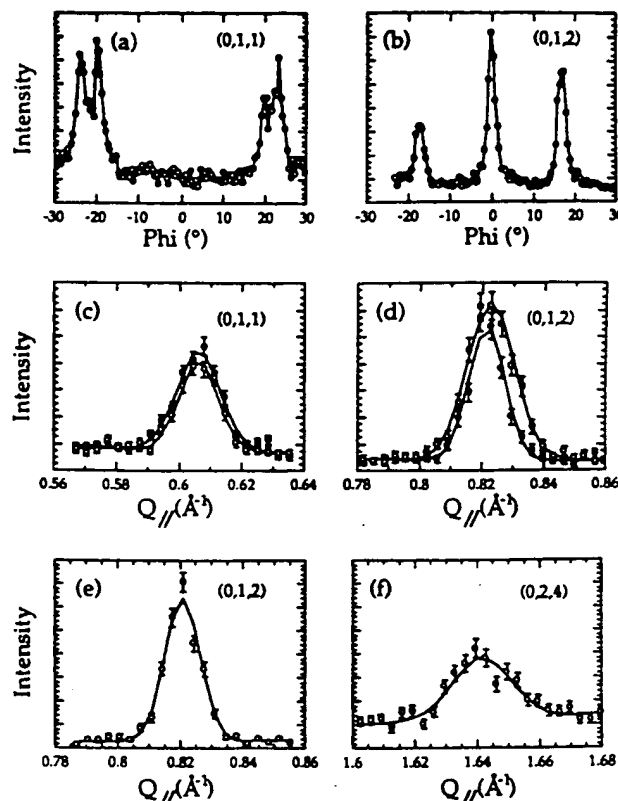 (a) (0,1,1)
(b) (0,1,2)
Intensity
-30 -20 -10 0 10 20 30
-30 -20 -10 0 10 20 30
Phi (°)
Phi (°)
(c) (0,1,1)
(d) (0,1,2)
Intensity
0.56 0.58 0.6 0.62 0.64
0.78 0.8 0.82 0.84 0.86
Q//(Å-1)
Q//(Å-1)
(e) (0,1,2)
(f) (0,2,4)
Intensity
0.78 0.8 0.82 0.84 0.86
1.6 1.62 1.64 1.66 1.68
Q//(Å-1)
Q//(Å-1)